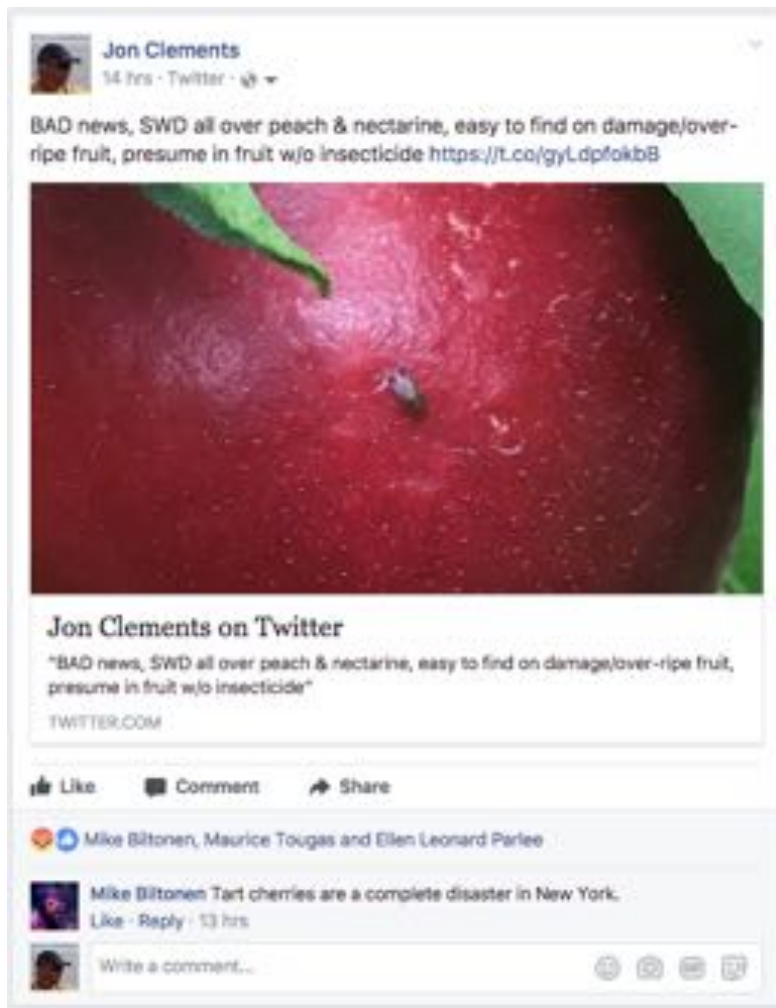 Jon Clements
14 hrs · Twitter ·
BAD news, SWD all over peach & nectarine, easy to find on damage/over-
ripe fruit, presume in fruit w/o insecticide https://t.co/gyLdpfokbB
Jon Clements on Twitter
"BAD news, SWD all over peach & nectarine, easy to find on damage/over-ripe fruit,
presume in fruit w/o insecticide"
TWITTER.COM
Like Comment Share
Mike Biltonen, Maurice Tougas and Ellen Leonard Parlee
Mike Biltonen Tart cherries are a complete disaster in New York.
Like · Reply · 13 hrs
Write a comment...